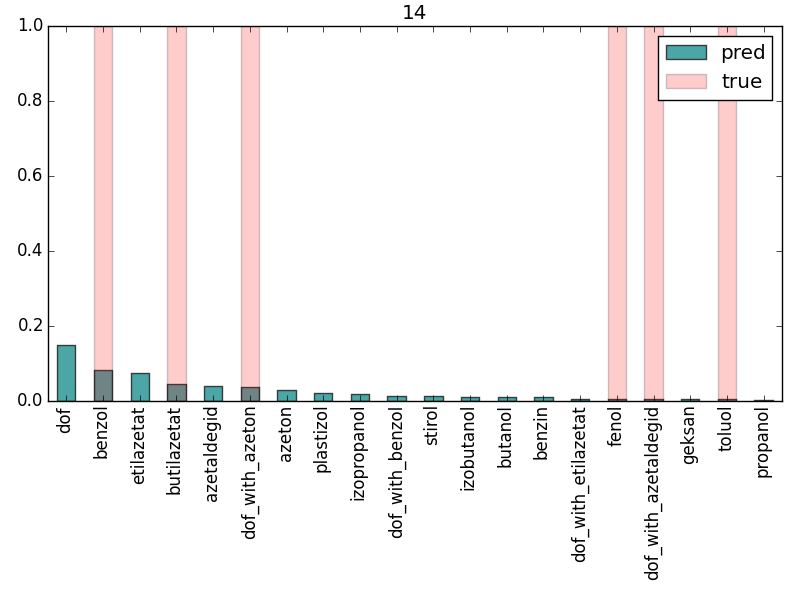 14
1.0
0.8
0.6
0.4
0.2
0.0
pred
true
dof
benzol
etilazetat
butilazetat
azetaldegid
dof_with_azeton
azeton
plastizol
izopropanol
dof_with_benzol
stirol
izobutanol
butanol
benzin
dof_with_etilazetat
fenol
dof_with_azetaldegid
geksan
toluol
propanol